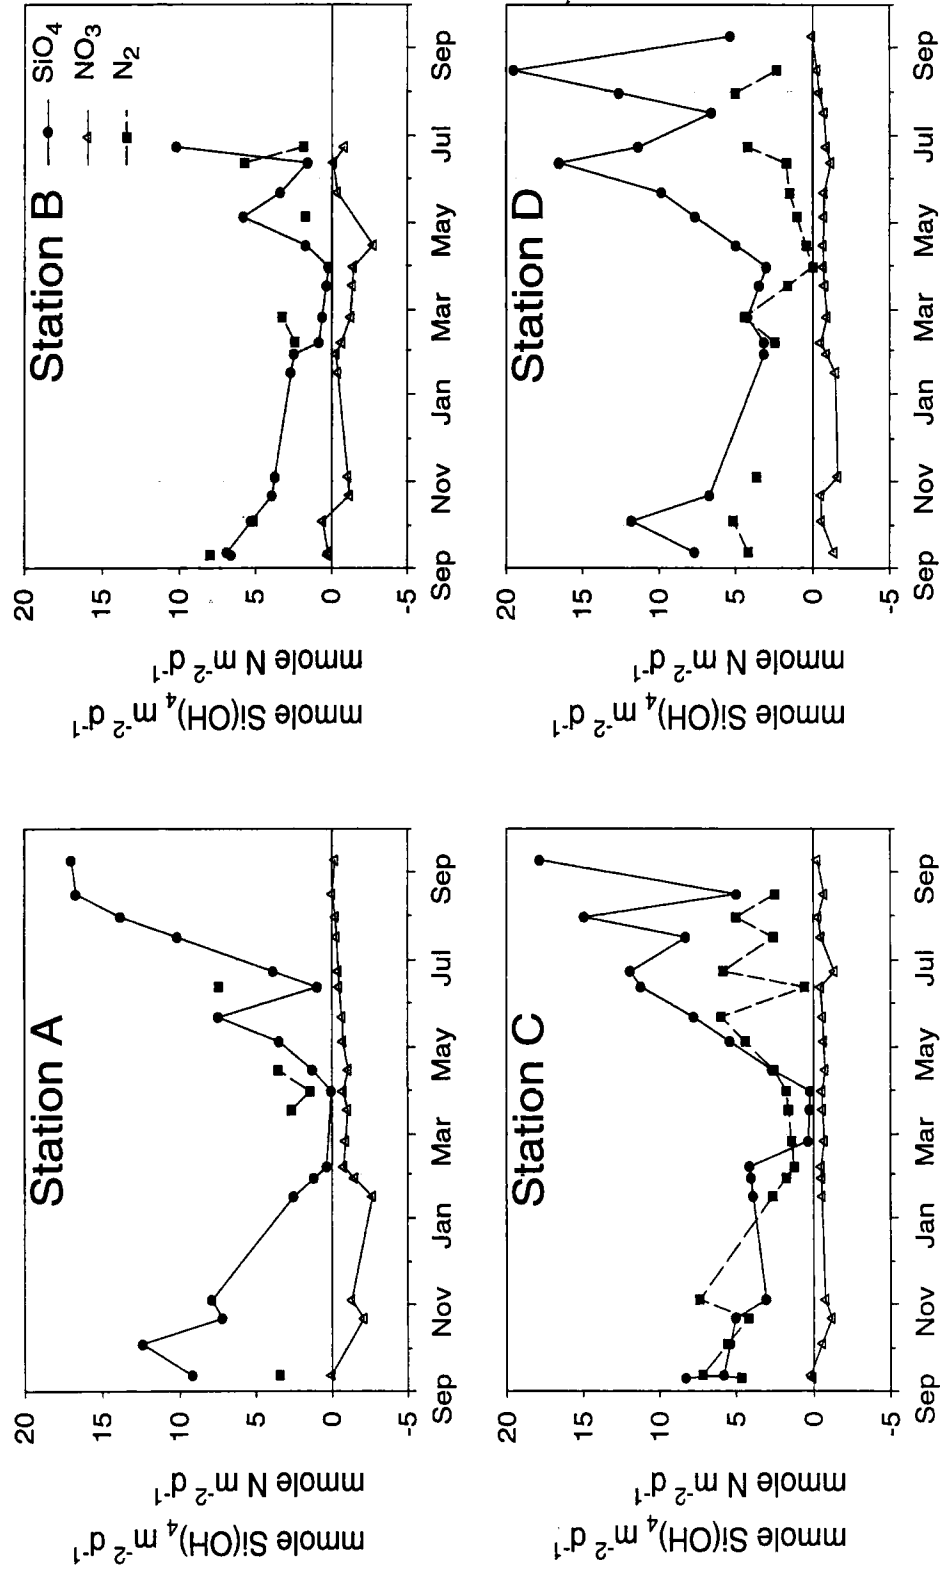 Station A
20
15
10
5
0
-5
mmole Si(OH)4 m-2 d-1
mmole N m-2 d-1
Sep Nov Jan Mar May Jul Sep
Station B
SiO4
NO3
N2
20
15
10
5
0
-5
mmole Si(OH)4 m-2 d-1
mmole N m-2 d-1
Sep Nov Jan Mar May Jul Sep
Station C
20
15
10
5
0
-5
mmole Si(OH)4 m-2 d-1
mmole N m-2 d-1
Sep Nov Jan Mar May Jul Sep
Station D
20
15
10
5
0
-5
mmole Si(OH)4 m-2 d-1
mmole N m-2 d-1
Sep Nov Jan Mar May Jul Sep